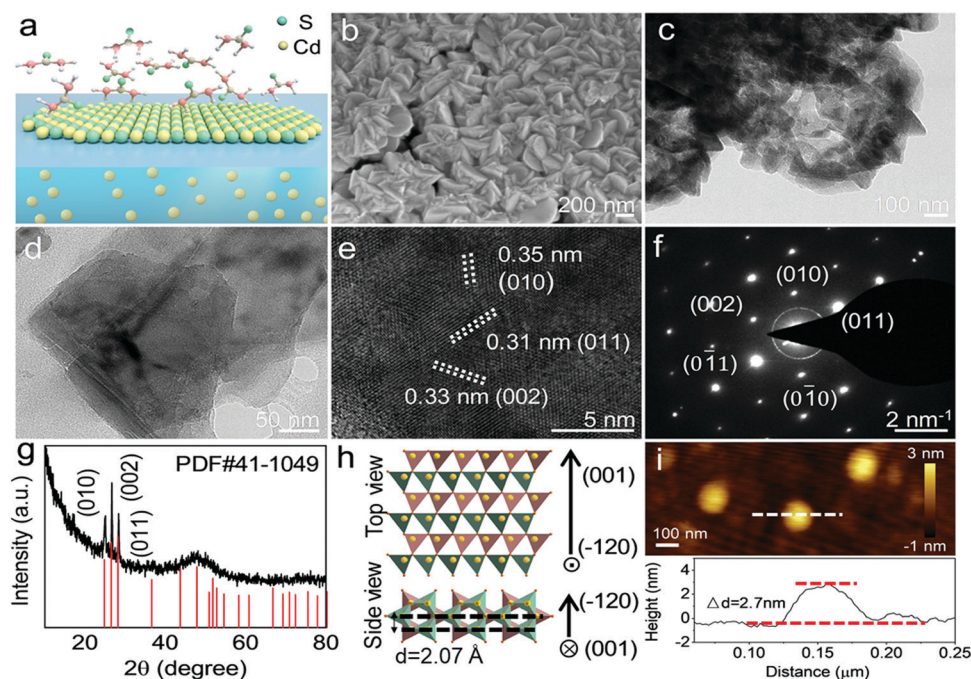 a
S
Cd
b
200 nm
c
100 nm
d
50 nm
e
0.35 nm
(010)
0.31 nm (011)
0.33 nm (002)
5 nm
f
(010)
(002)
(011)
(01̅1)
(01̅0)
2 nm⁻¹
g
PDF#41-1049
Intensity (a.u.)
(010)
(002)
(011)
20
40
60
80
2θ (degree)
h
Top view
(001)
(-120)
Side view
(-120)
(001)
d=2.07 Å
i
3 nm
-1 nm
100 nm
Height (nm)
4
2
0
-2
△d=2.7nm
0.10
0.15
0.20
0.25
Distance (μm)